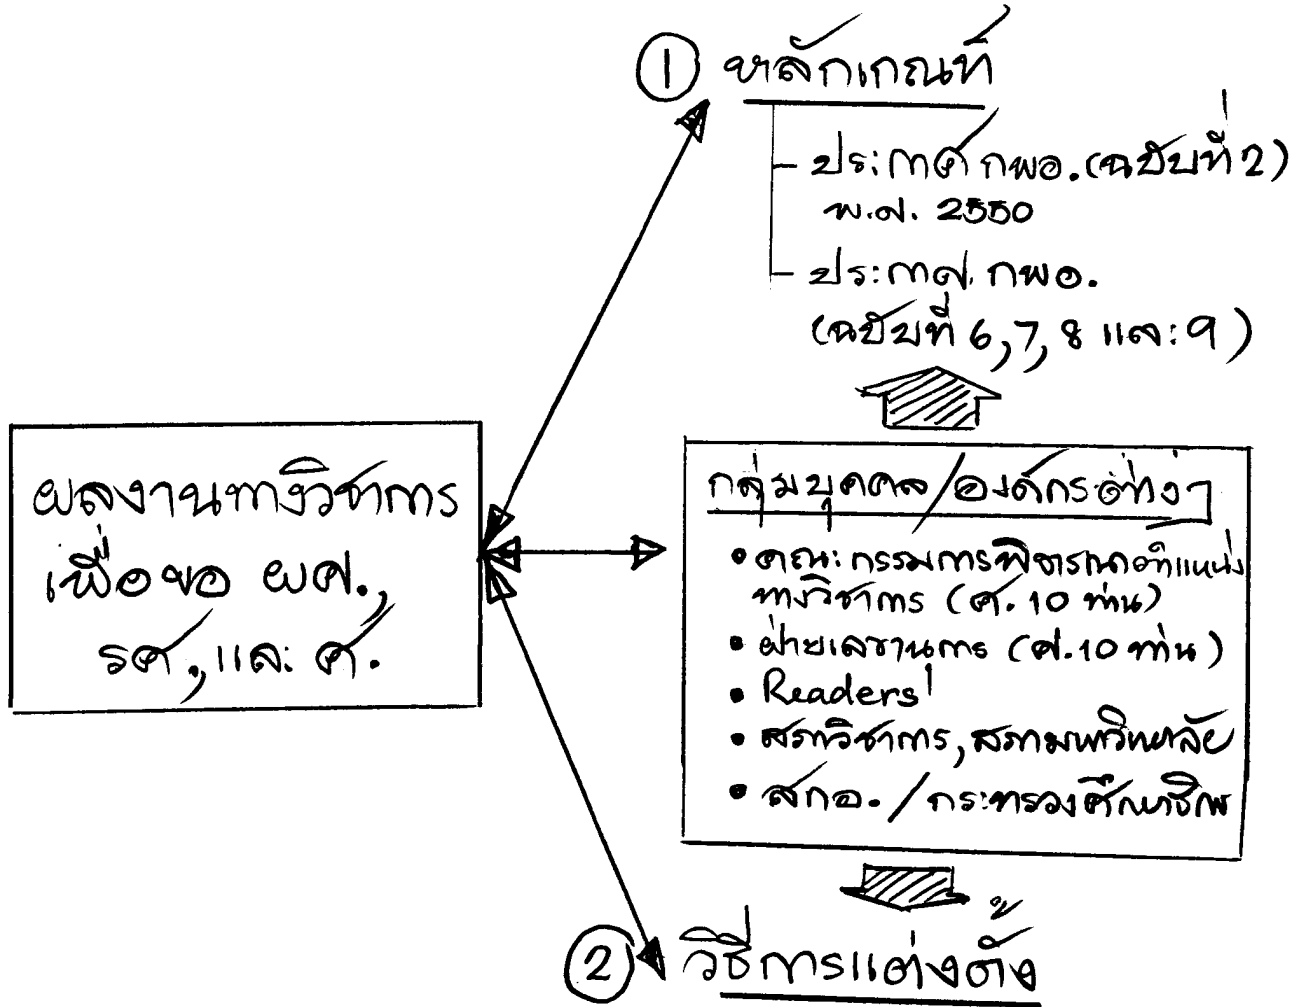 ① หลักเกณฑ์
- ประกาศ กพอ. (ฉบับที่ 2)
พ.ศ. 2550
- ประกาศ กพอ.
(ฉบับที่ 6, 7, 8 และ 9)
ผลงานทางวิชาการ
เพื่อขอ ผศ.,
รศ., และ ศ.
กลุ่มบุคคล/องค์กรต่างๆ
• คณะกรรมการพิจารณาตำแหน่ง
ทางวิชาการ (ศ. 10 ท่าน)
• ฝ่ายเลขานุการ (ศ. 10 ท่าน)
• Readers'
• สภาวิชาการ, สภามหาวิทยาลัย
• สกอ. / กระทรวงศึกษาธิการ
② วิธีการแต่งตั้ง